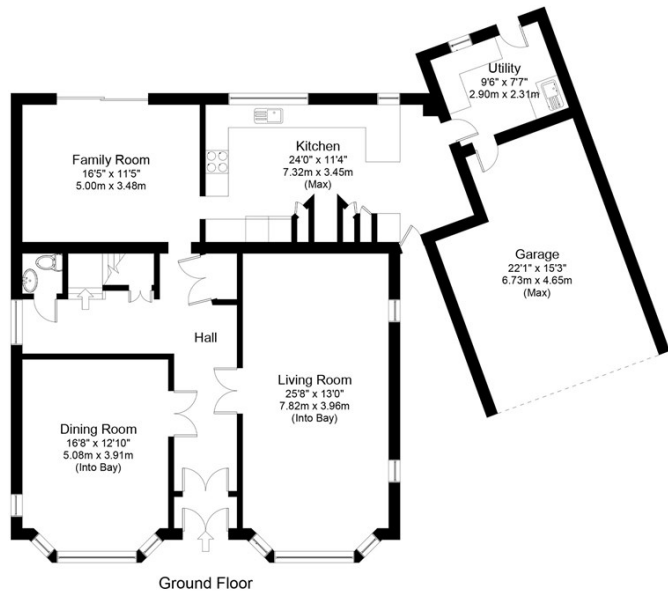 Utility
9'6" x 7'7"
2.90m x 2.31m
Family Room
16'5" x 11'5"
5.00m x 3.48m
Kitchen
24'0" x 11'4"
7.32m x 3.45m
(Max)
Garage
22'1" x 15'3"
6.73m x 4.65m
(Max)
Hall
Living Room
25'8" x 13'0"
7.82m x 3.96m
(Into Bay)
Dining Room
16'8" x 12'10"
5.08m x 3.91m
(Into Bay)
Ground Floor